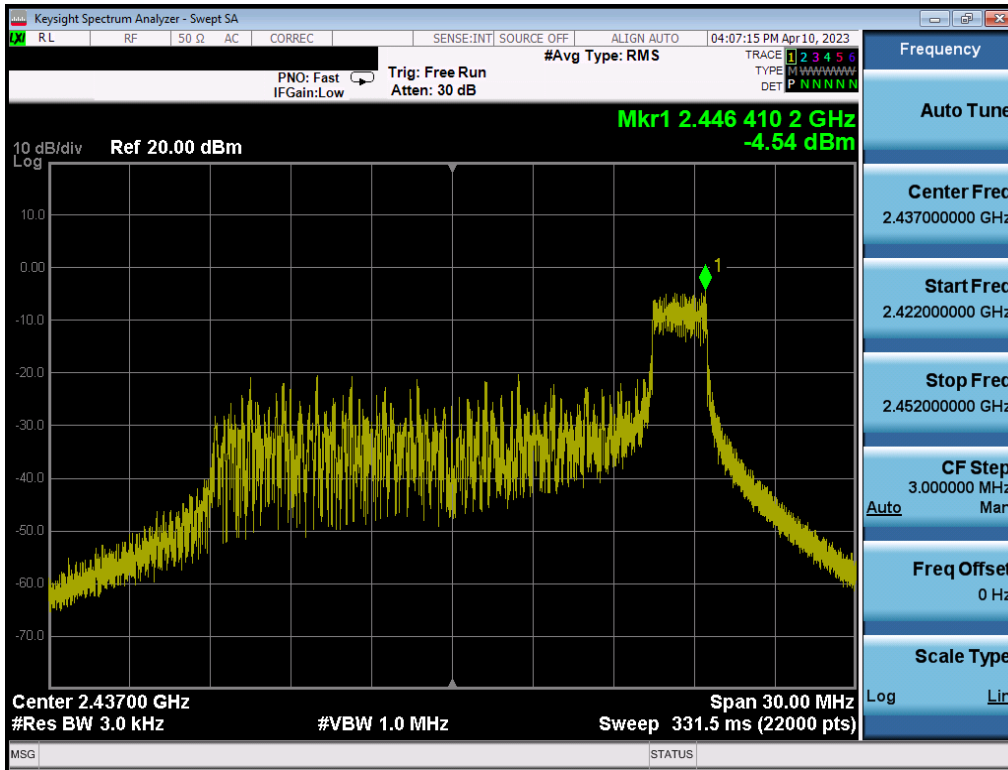 Keysight Spectrum Analyzer - Swept SA
LXI RL RF 50 Ω AC CORREC SENSE:INT SOURCE OFF ALIGN AUTO 04:07:15 PM Apr 10, 2023
#Avg Type: RMS
TRACE 1 2 3 4 5 6
PNO: Fast Trig: Free Run
TYPE M W W W W W
IFGain:Low Atten: 30 dB
DET P N N N N N
Mkr1 2.446 410 2 GHz
-4.54 dBm
10 dB/div Ref 20.00 dBm
Log
10.0
0.00
-10.0
-20.0
-30.0
-40.0
-50.0
-60.0
-70.0
1
Center 2.43700 GHz Span 30.00 MHz
#Res BW 3.0 kHz #VBW 1.0 MHz Sweep 331.5 ms (22000 pts)
MSG STATUS
Frequency
Auto Tune
Center Freq
2.437000000 GHz
Start Freq
2.422000000 GHz
Stop Freq
2.452000000 GHz
CF Step
3.000000 MHz
Auto Man
Freq Offset
0 Hz
Scale Type
Log Lin